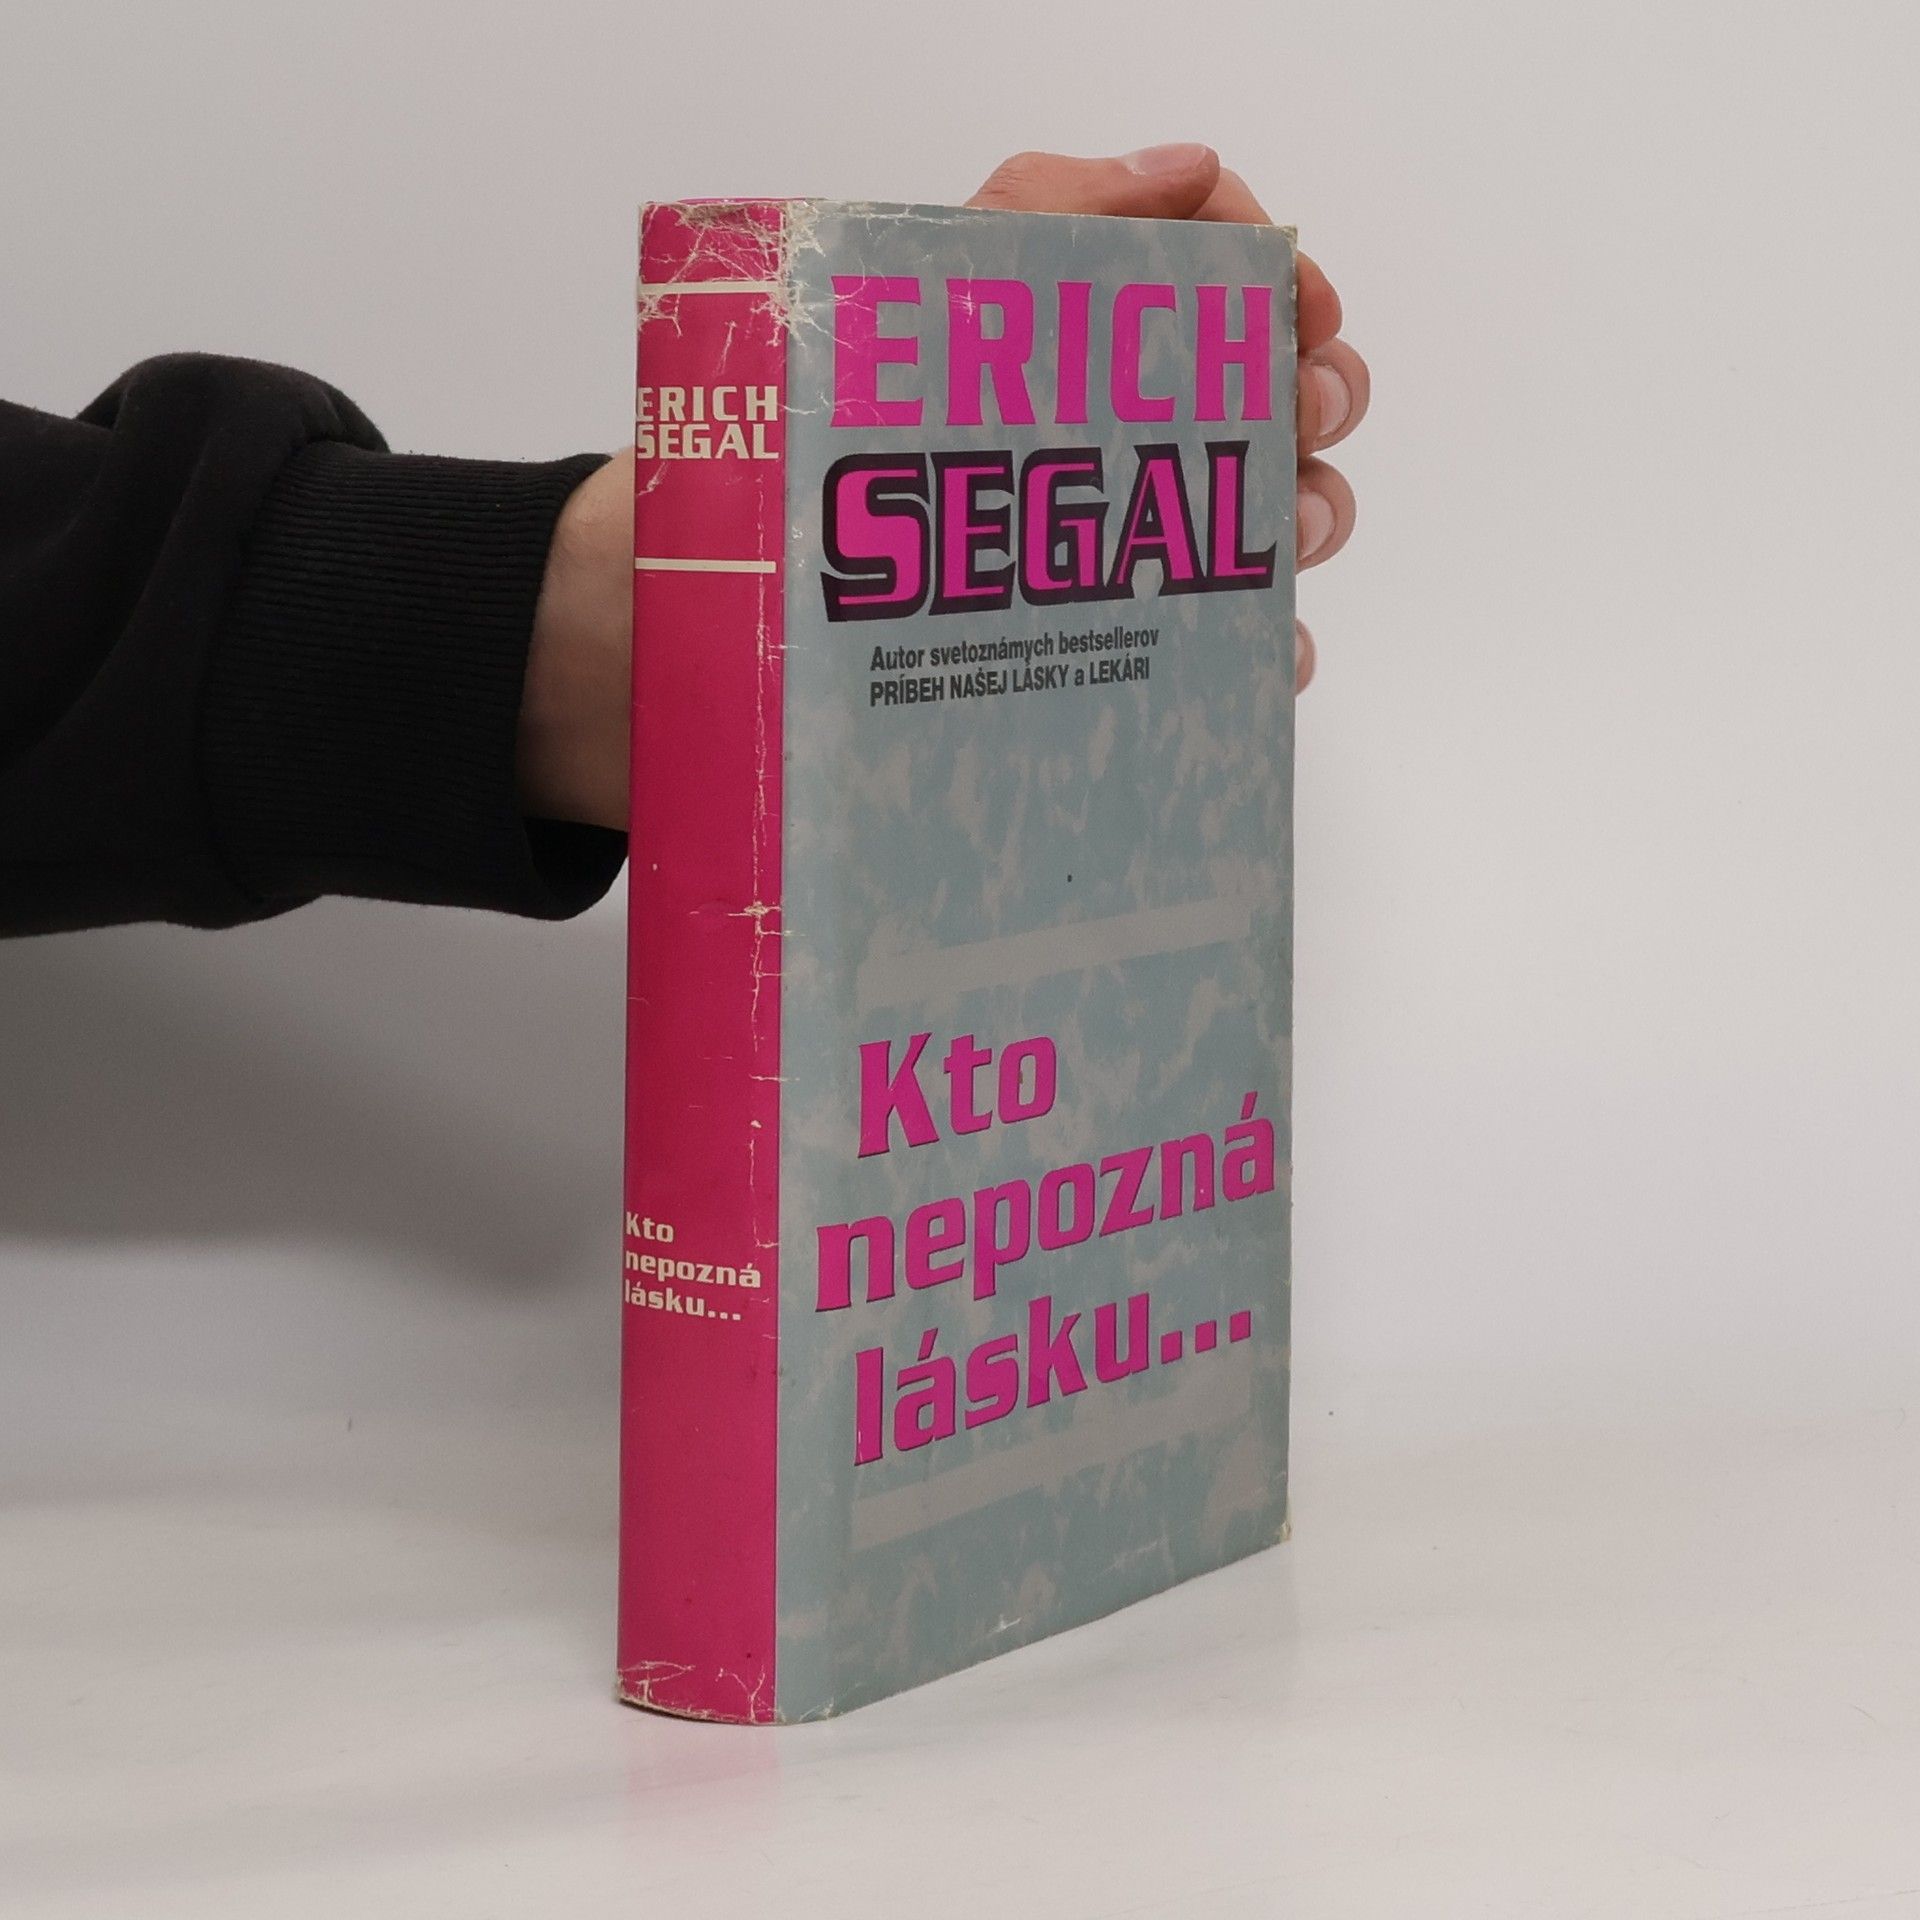 ERICH
SEGAL
Kto
nepozná
lásku...
ERICH
SEGAL
Autor svetoznámych bestsellerov
PRÍBEH NAŠEJ LÁSKY a LEKÁRI
Kto
nepozná
lásku...